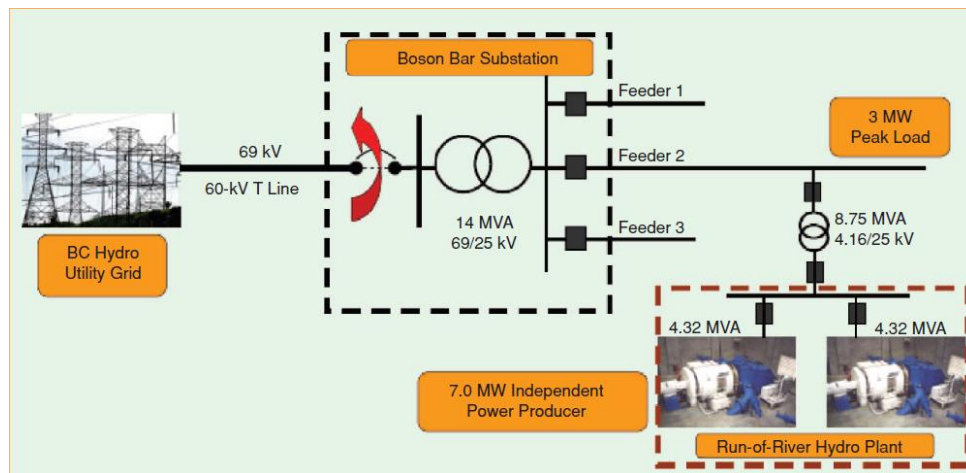 Boson Bar Substation
Feeder 1
3 MW
Peak Load
69 kV
Feeder 2
60-kV T Line
8.75 MVA
4.16/25 kV
14 MVA
69/25 kV
Feeder 3
BC Hydro
Utility Grid
4.32 MVA
4.32 MVA
7.0 MW Independent
Power Producer
Run-of-River Hydro Plant